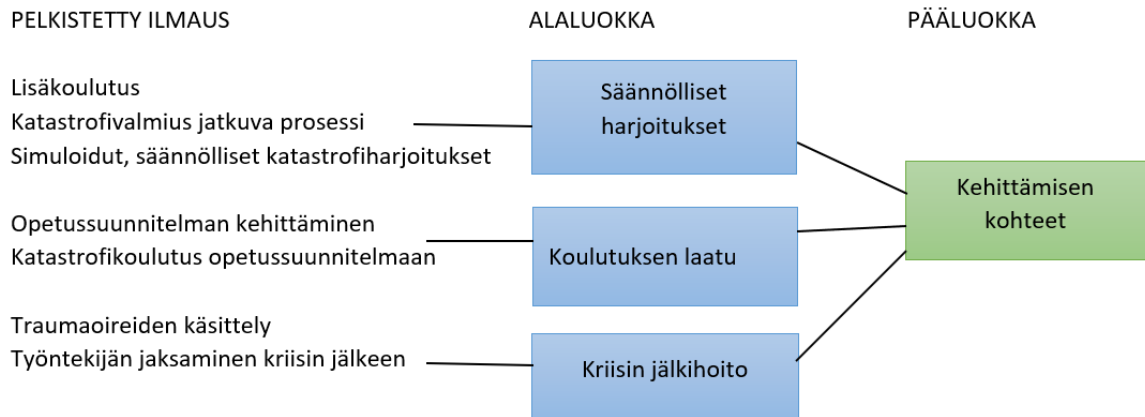 PELKISTETTY ILMAUS
ALALUOKKA
PÄÄLUOKKA
Lisäkoulutus
Katastrofivalmius jatkuva prosessi
Simuloidut, säännölliset katastrofiharjoitukset
Säännölliset
harjoitukset
Opetussuunnitelman kehittäminen
Katastrofikoulutus opetussuunnitelmaan
Koulutuksen laatu
Traumaoireiden käsittely
Työntekijän jaksaminen kriisin jälkeen
Kriisin jälkihoito
Kehittämisen
kohteet